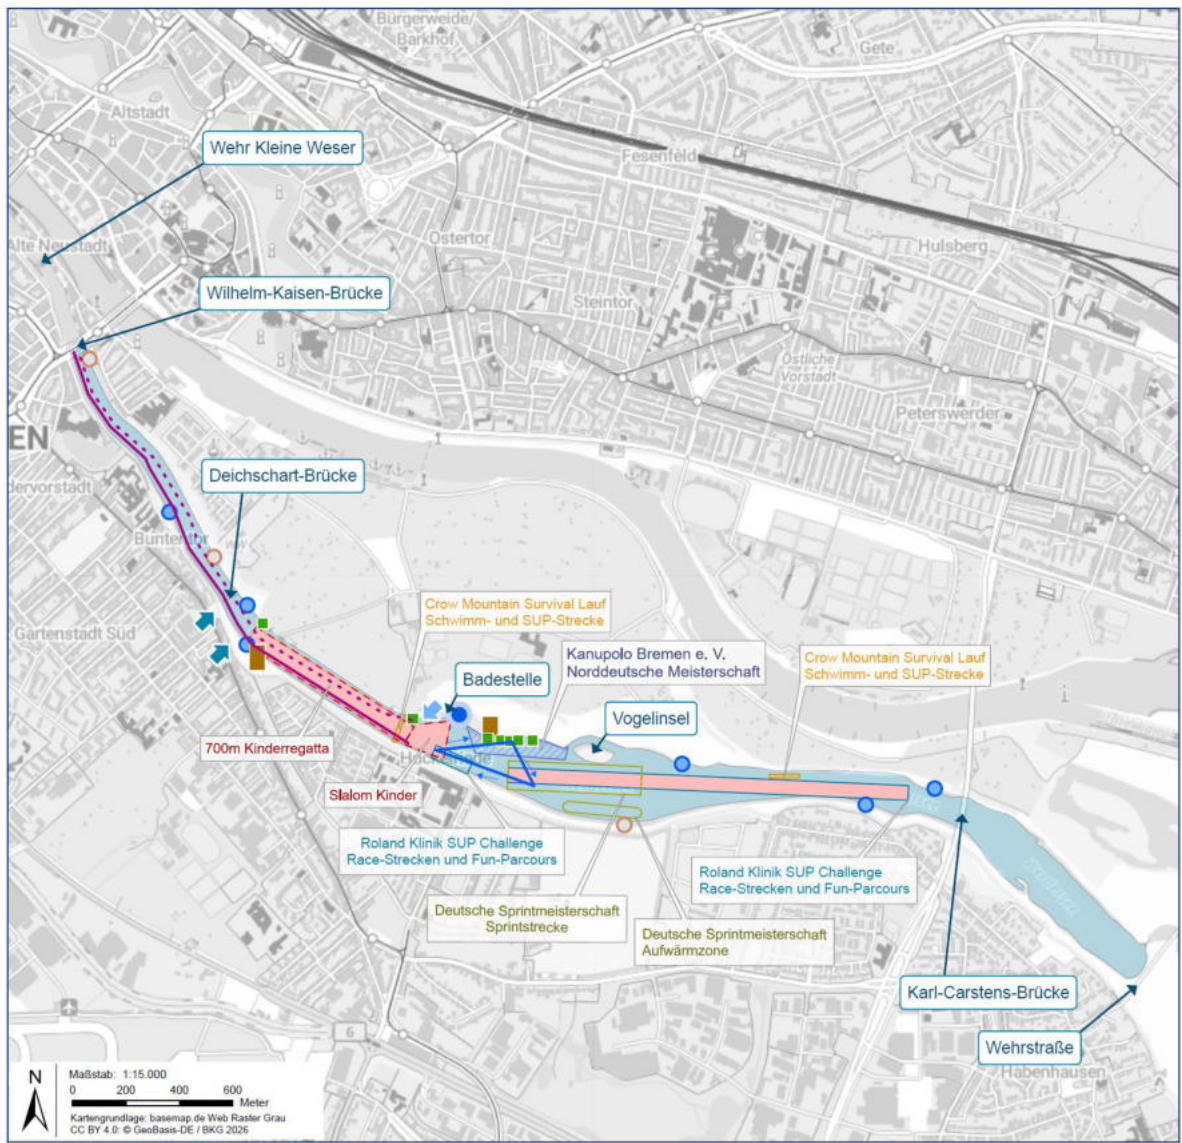 Bürgerweide/
Barkhof
Gete
Altstadt
Wehr Kleine Weser
Fesenfeld
Alte Neustadt
Ostertor
Hulsberg
Wilhelm-Kaisen-Brücke
Steintor
stliche
Vorstadt
Peterswerder
EN
Deichschart-Brücke
dervorstadt
Buntentor
Crow Mountain Survival Lauf
Schwimm- und SUP-Strecke
Gartenstadt Süd
Kanupolo Bremen e. V.
Norddeutsche Meisterschaft
Crow Mountain Survival Lauf
Schwimm- und SUP-Strecke
Badestelle
Vogelinsel
700m Kinderregatta
Slalom Kinder
Roland Klinik SUP Challenge
Race-Strecken und Fun-Parcours
Roland Klinik SUP Challenge
Race-Strecken und Fun-Parcours
Deutsche Sprintmeisterschaft
Sprintstrecke
Deutsche Sprintmeisterschaft
Aufwärmzone
Karl-Carstens-Brücke
6
Wehrstraße
Habenhausen
N
Maßstab: 1:15.000
0 200 400 600
Meter
Kartengrundlage: basemap.de Web Raster Grau
CC BY 4.0: © GeoBasis-DE / BKG 2026